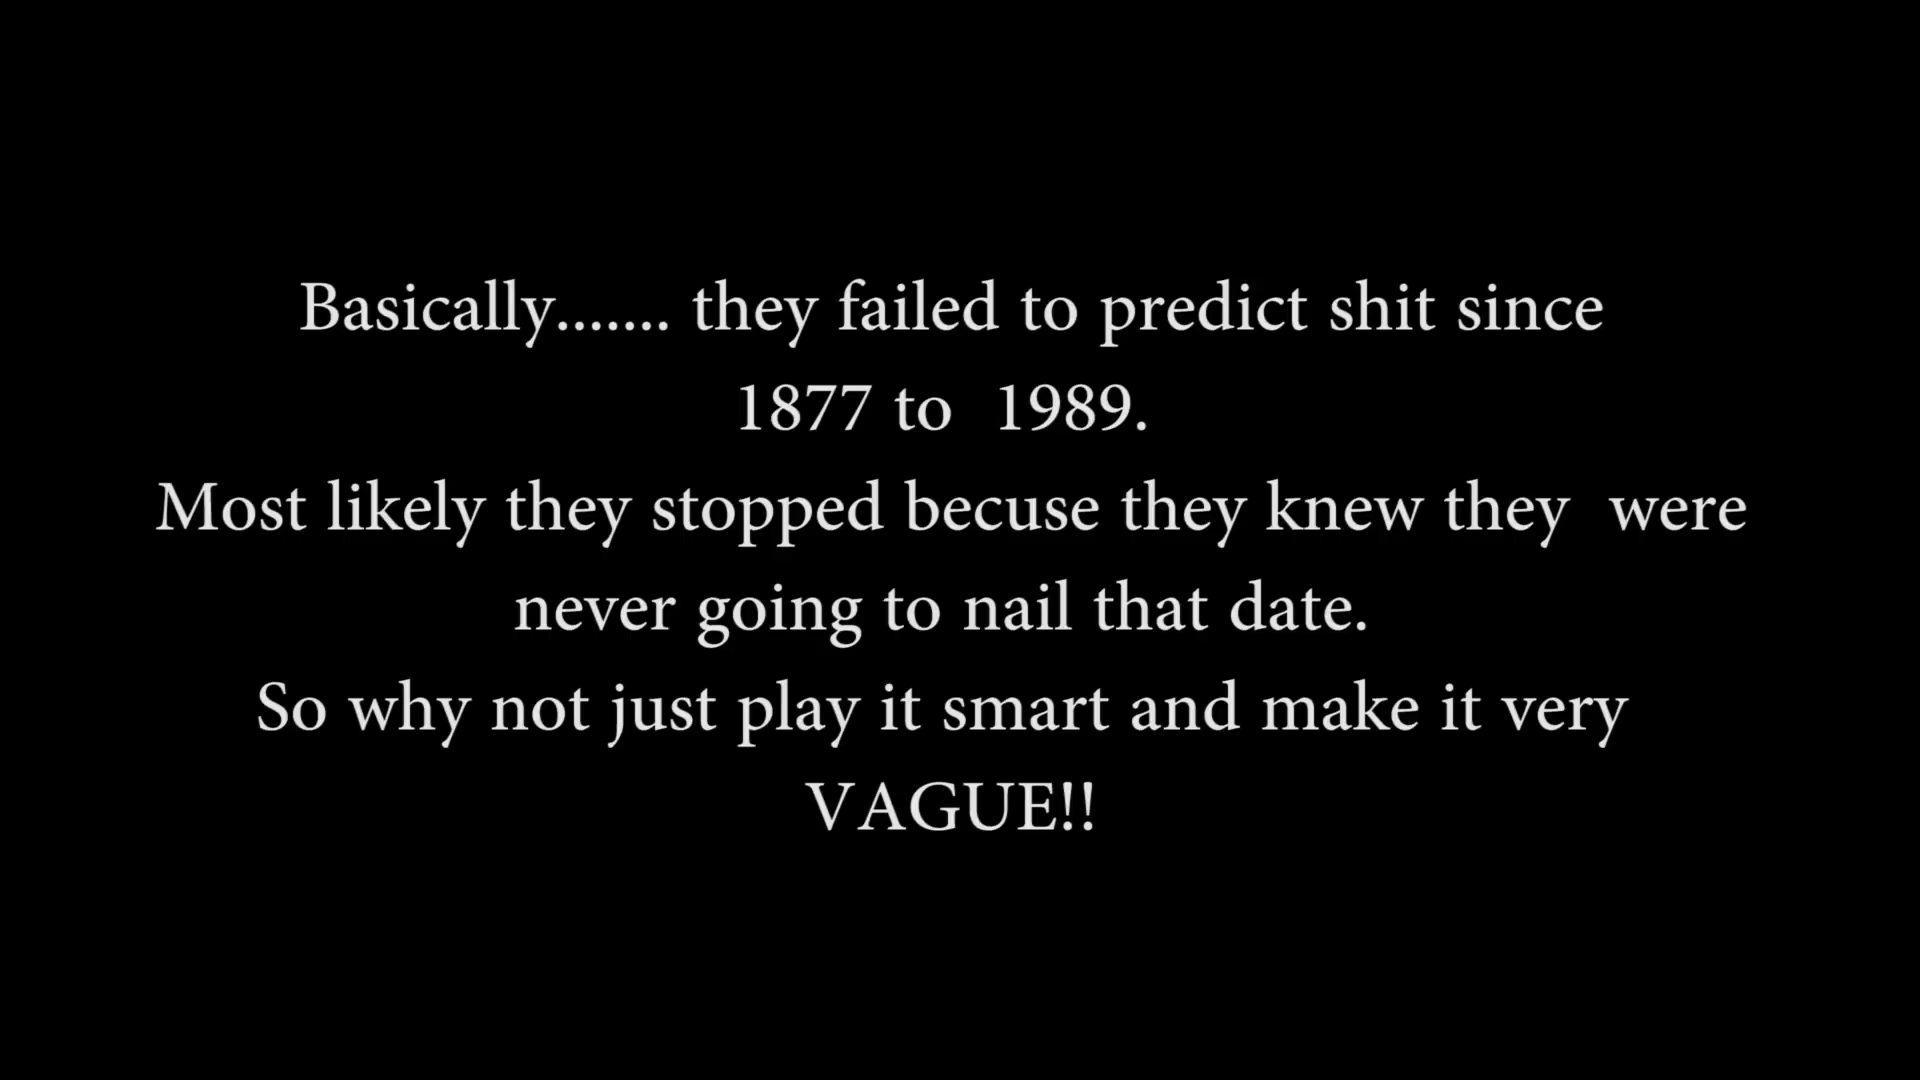 Basically....... they failed to predict shit since
1877 to  1989.
Most likely they stopped becuse they knew they  were
never going to nail that date.
So why not just play it smart and make it very
VAGUE!!